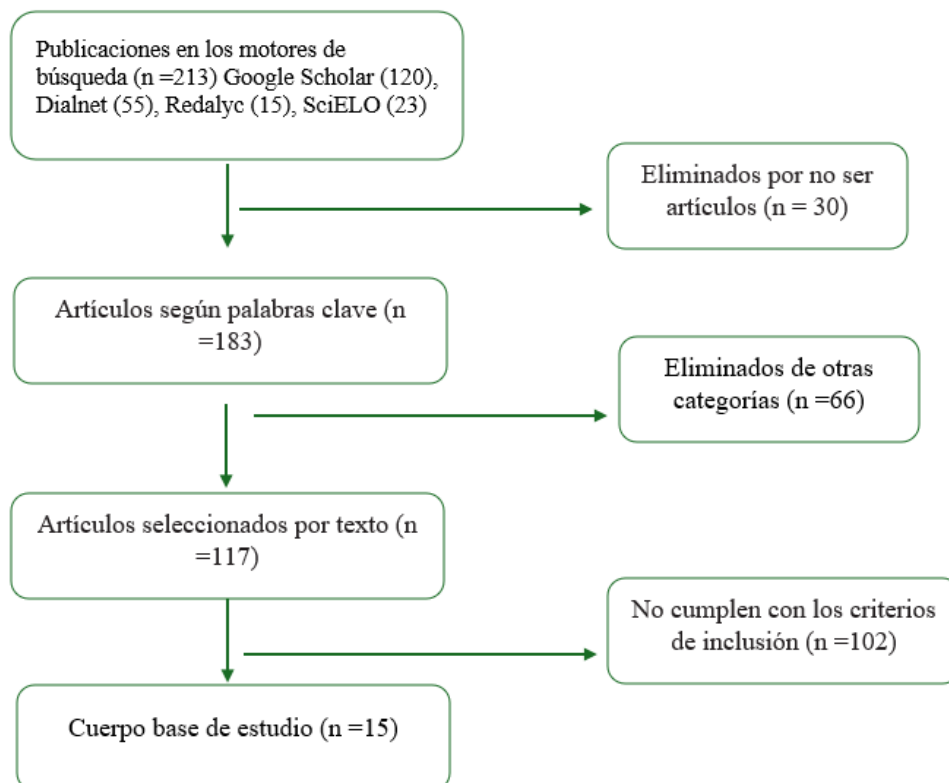 Publicaciones en los motores de
búsqueda (n =213) Google Scholar (120),
Dialnet (55), Redalyc (15), SciELO (23)
Eliminados por no ser
artículos (n = 30)
Artículos según palabras clave (n
=183)
Eliminados de otras
categorías (n =66)
Artículos seleccionados por texto (n
=117)
No cumplen con los criterios
de inclusión (n =102)
Cuerpo base de estudio (n =15)